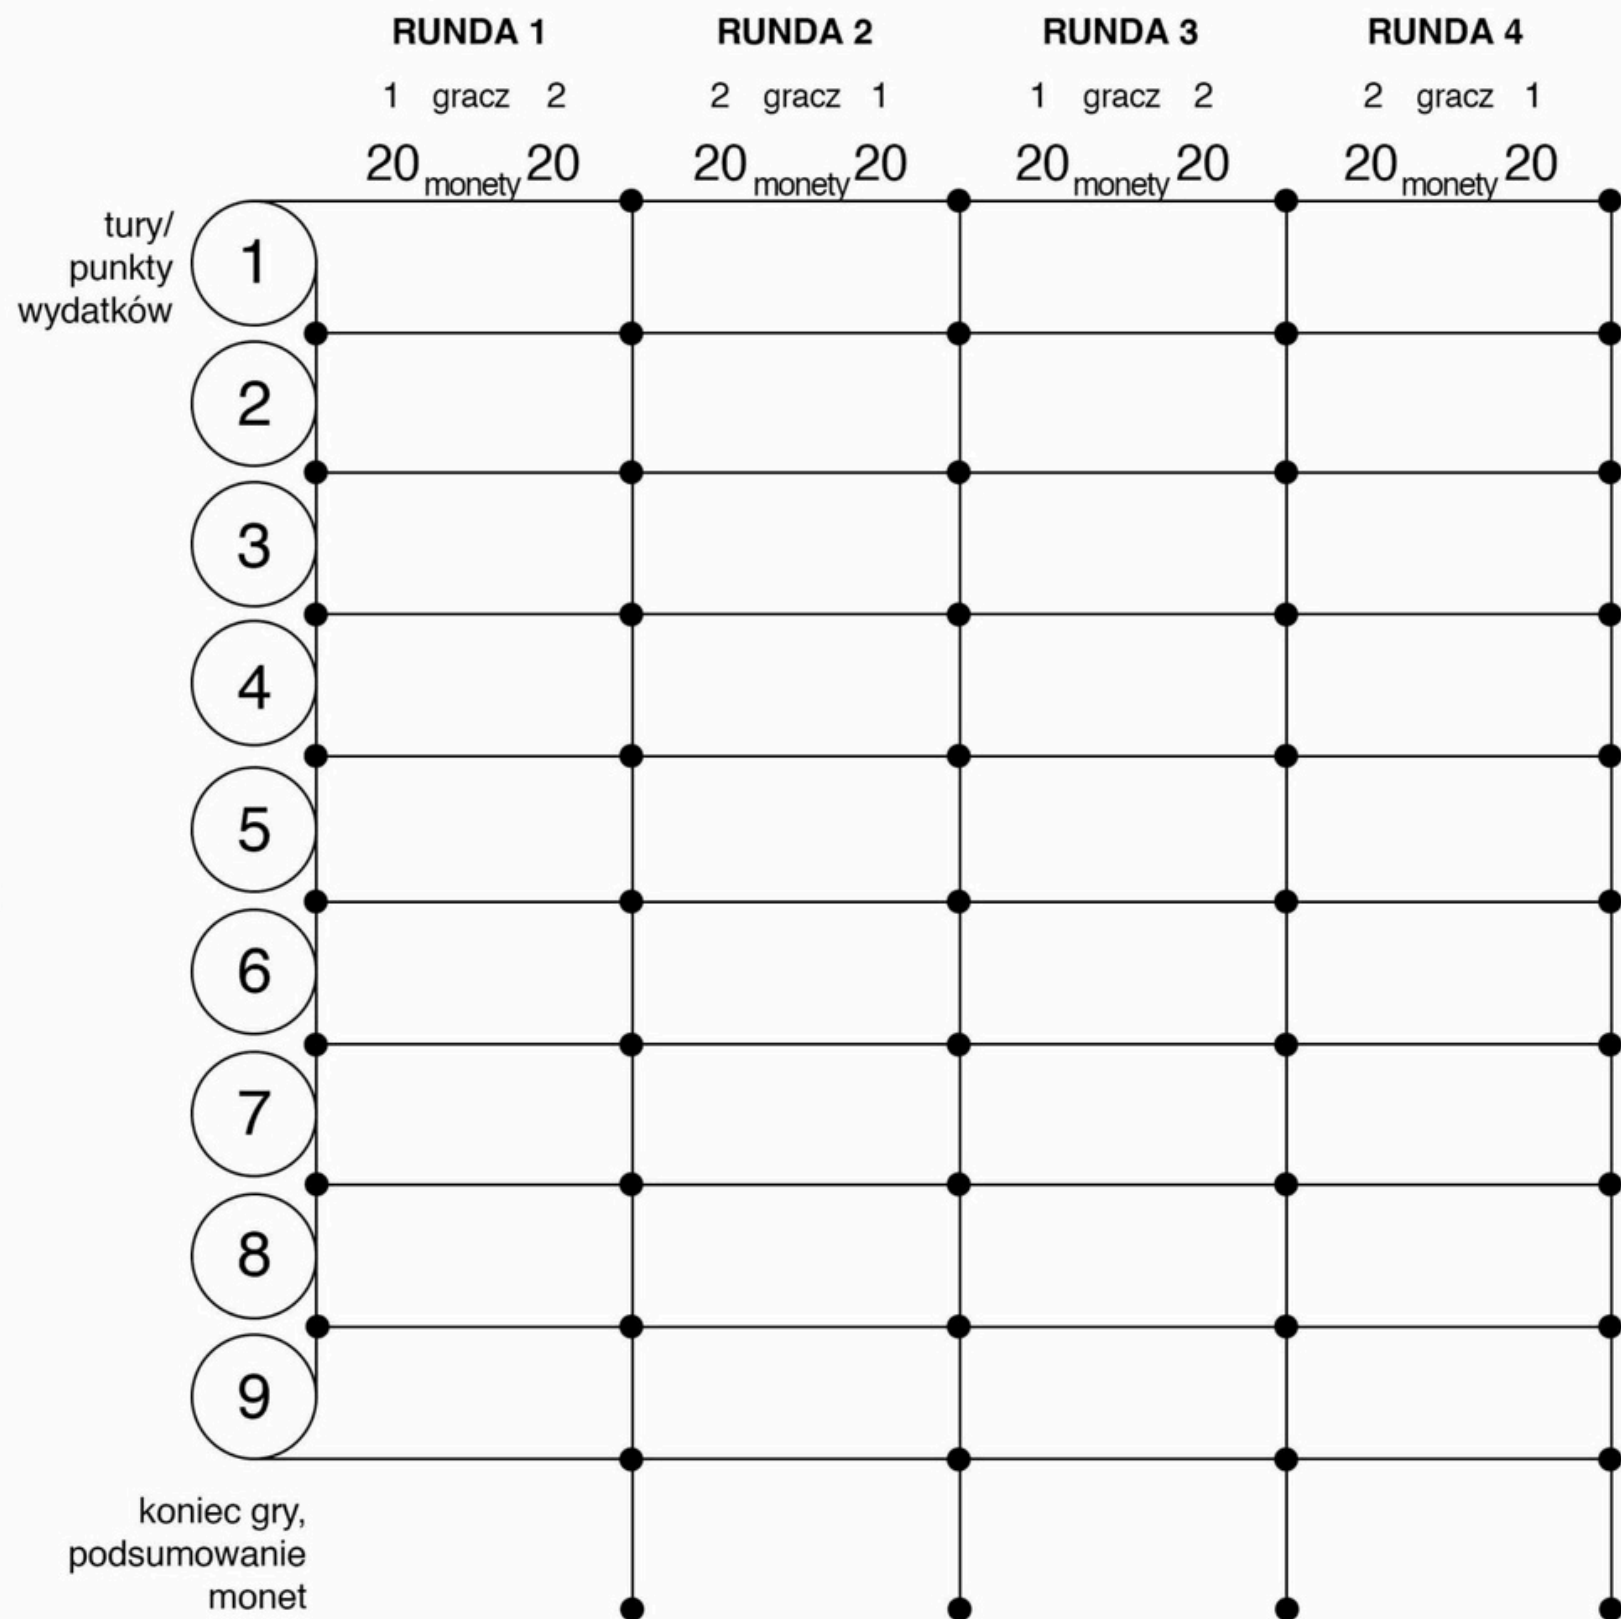 RUNDA 1 RUNDA 2 RUNDA 3 RUNDA 4
1 gracz 2 2 gracz 1 1 gracz 2 2 gracz 1
20 monety 20 20 monety 20 20 monety 20 20 monety 20
tury/
punkty
wydatków
1
2
3
4
5
6
7
8
9
koniec gry,
podsumowanie
monet